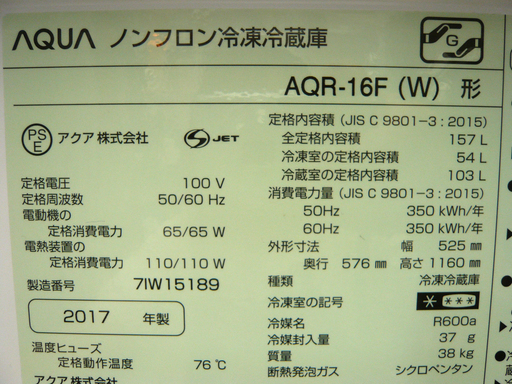 AQUA ノンフロン冷凍冷蔵庫
G
AQR-16F (W) 形
PS
E
アクア株式会社
S JET
定格電圧 100 V
定格周波数 50/60 Hz
電動機の
定格消費電力 65/65 W
電熱装置の
定格消費電力 110/110 W
製造番号 7IW15189
2017 年製
温度ヒューズ
定格動作温度 76℃
アクア株式会社
定格内容積 (JIS C 9801-3 : 2015)
全定格内容積 157 L
冷凍室の定格内容積 54 L
冷蔵室の定格内容積 103 L
消費電力量 (JIS C 9801-3 : 2015)
50Hz 350 kWh/年
60Hz 350 kWh/年
外形寸法 幅 525 mm
奥行 576 mm 高さ 1160 mm
種類 冷凍冷蔵庫
冷凍室の記号 * ***
冷媒名 R600a
冷媒封入量 37 g
質量 38 kg
断熱発泡ガス シクロペンタン